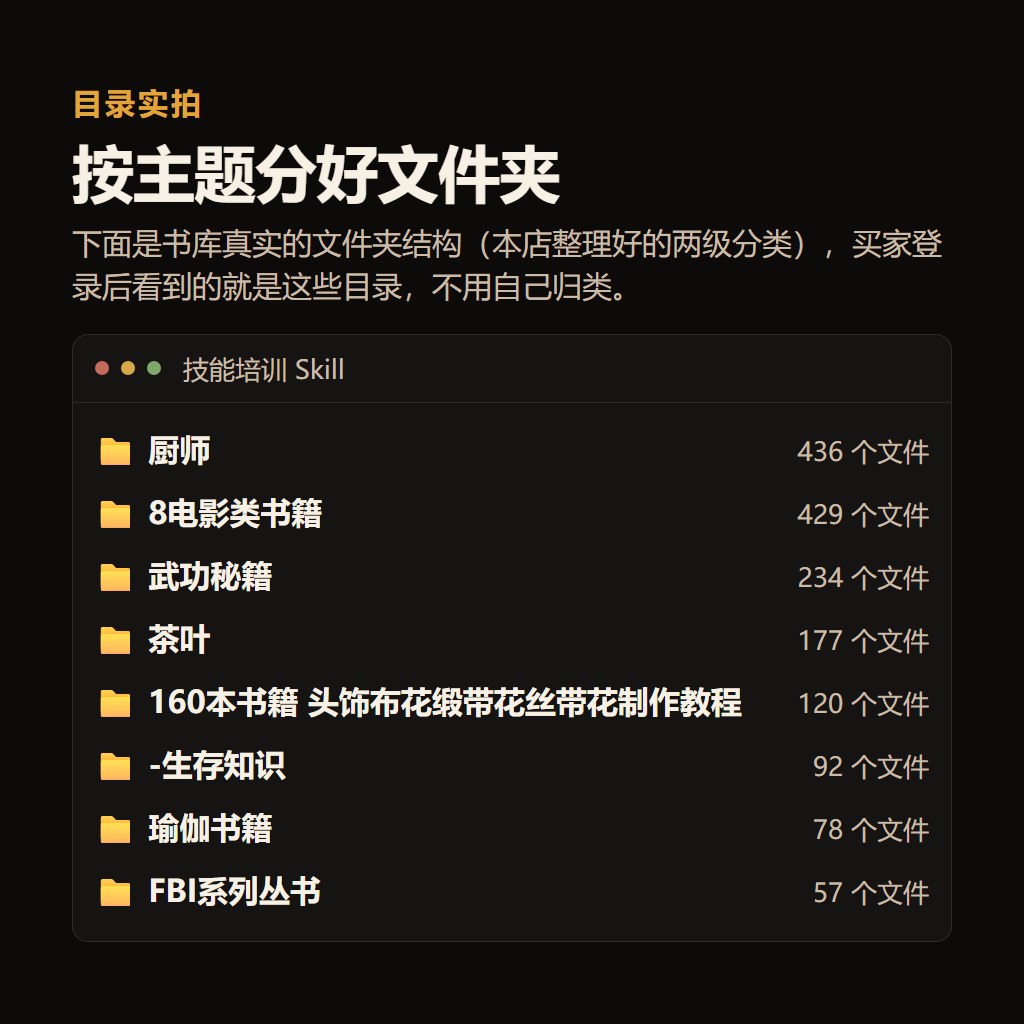 目录实拍
按主题分好文件夹
下面是书库真实的文件夹结构（本店整理好的两级分类），买家登
录后看到的就是这些目录，不用自己归类。
技能培训 Skill
厨师 436 个文件
8电影类书籍 429 个文件
武功秘籍 234 个文件
茶叶 177 个文件
160本书籍 头饰布花缎带花丝带花制作教程 120 个文件
-生存知识 92 个文件
瑜伽书籍 78 个文件
FBI系列丛书 57 个文件